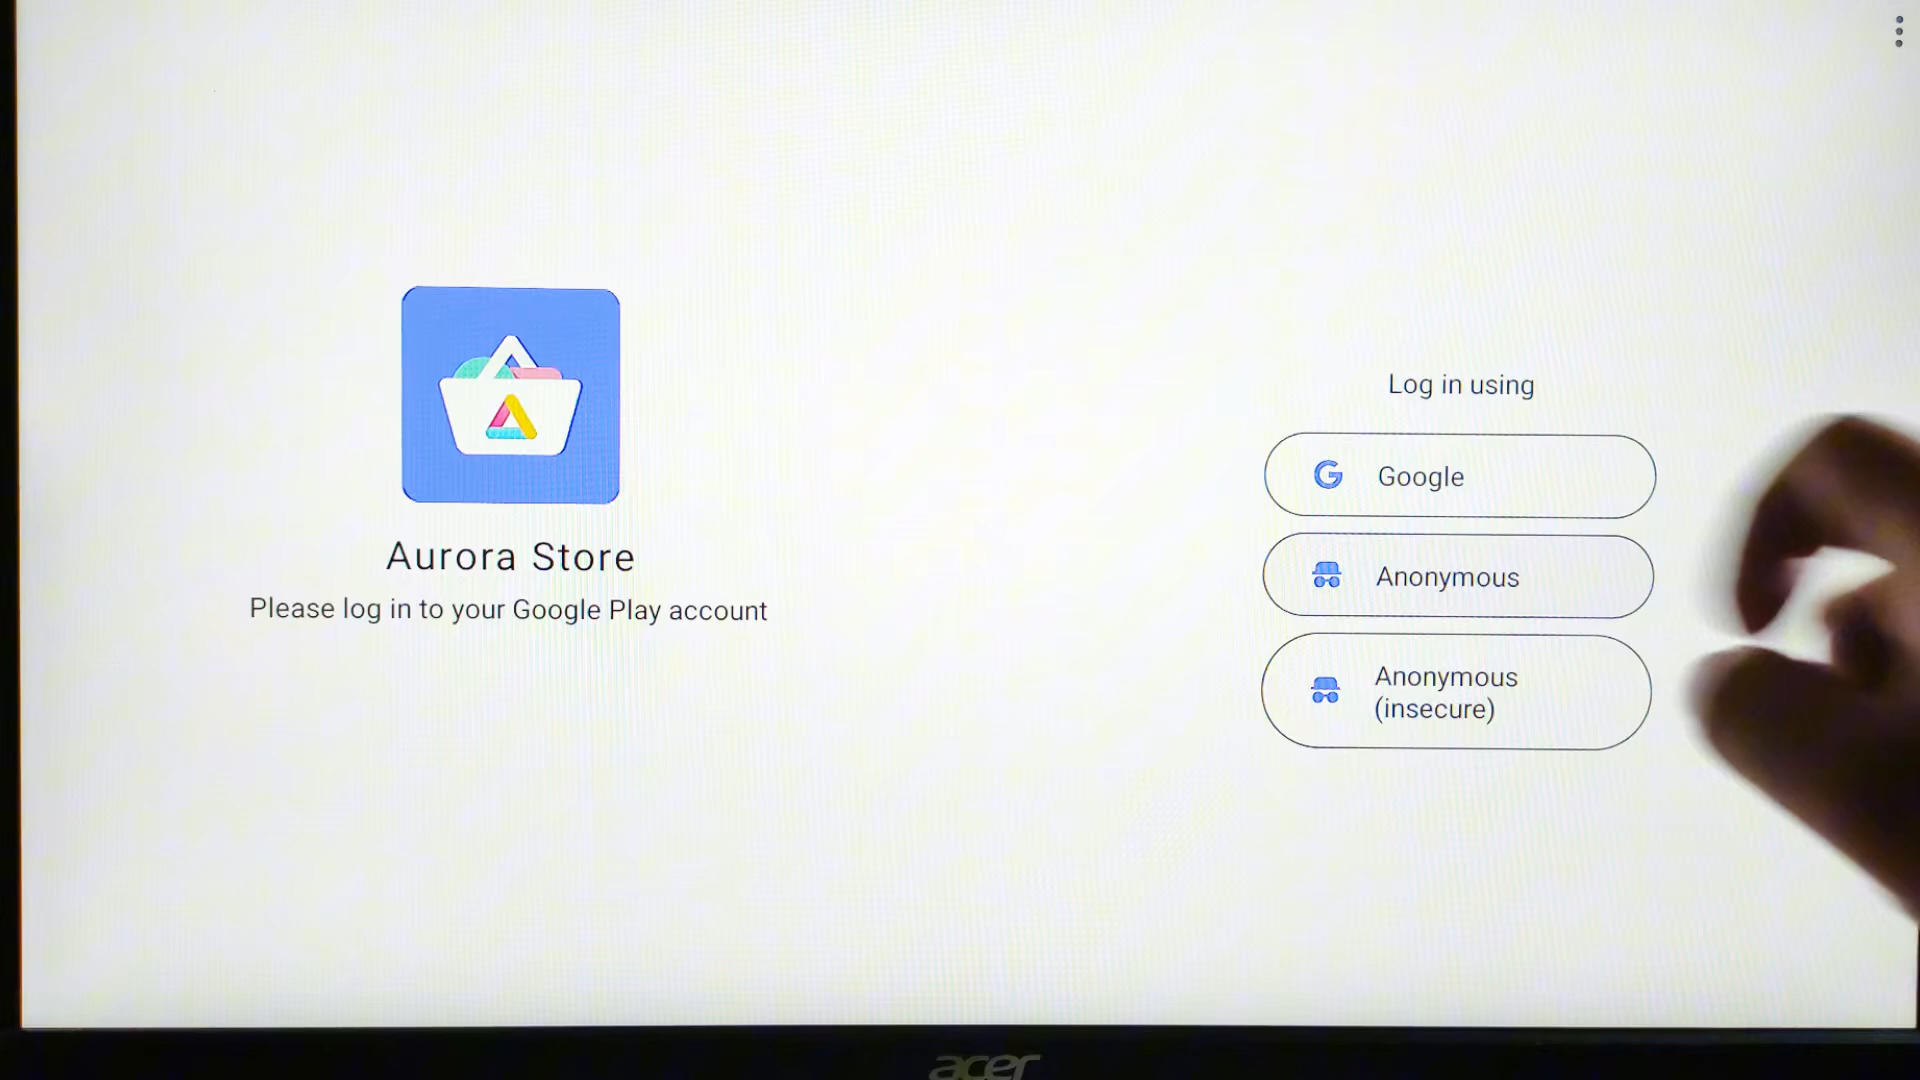 Aurora Store
Please log in to your Google Play account
Log in using
Google
Anonymous
Anonymous
(insecure)
acer